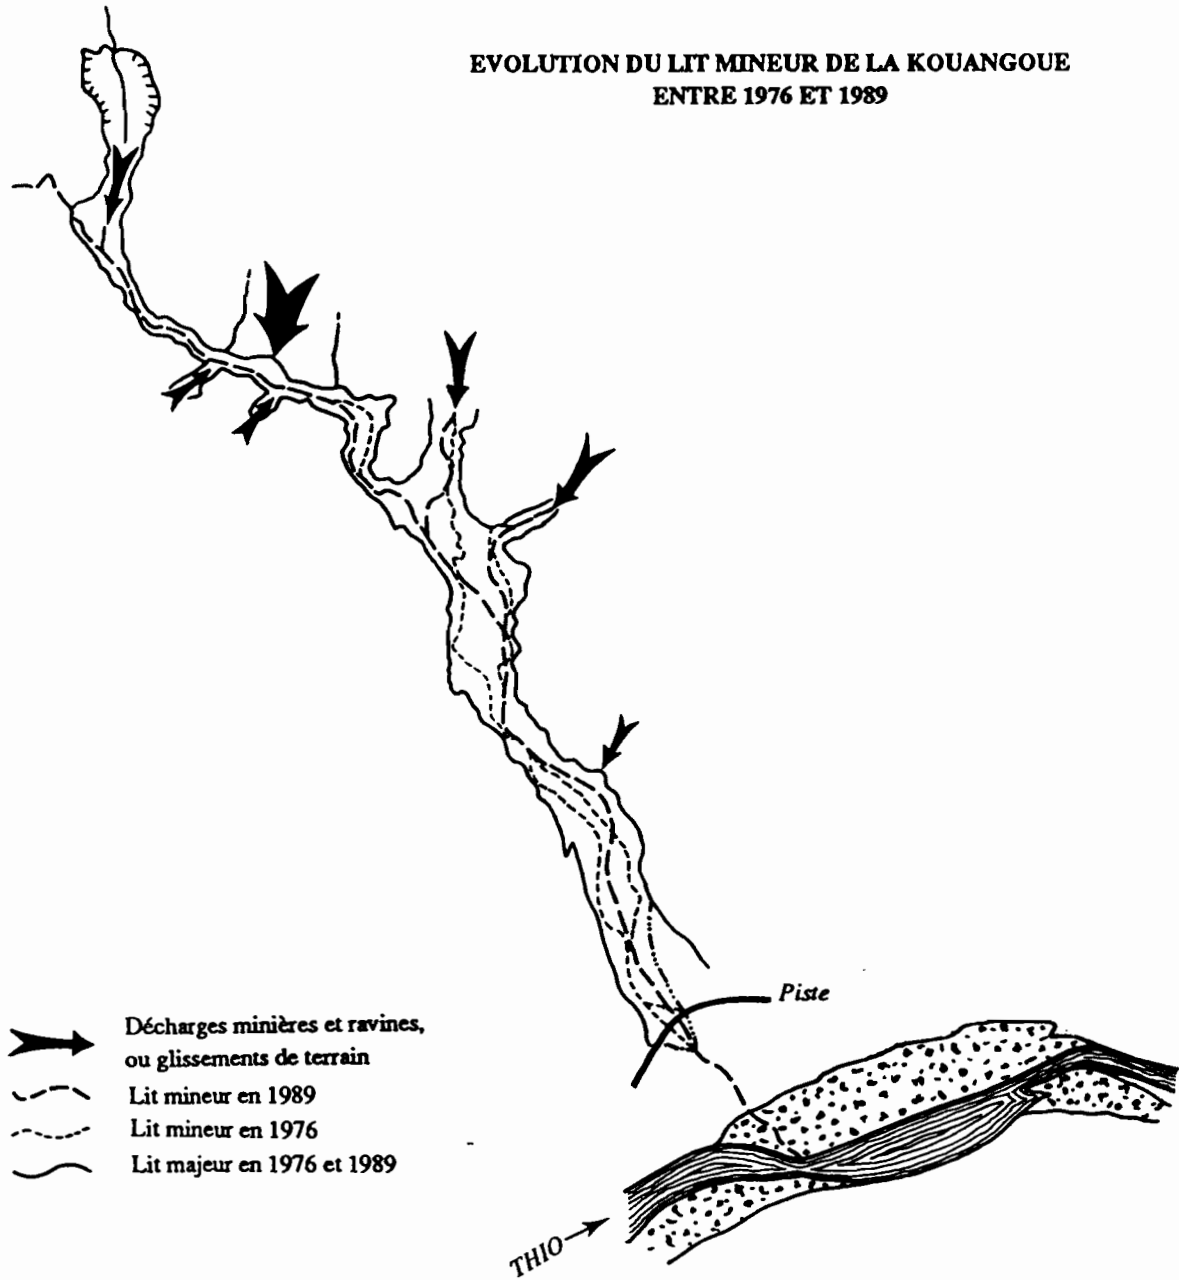 EVOLUTION DU LIT MINEUR DE LA KOUANGOUE
ENTRE 1976 ET 1989
Piste
Décharges minières et ravines,
ou glissements de terrain
Lit mineur en 1989
Lit mineur en 1976
Lit majeur en 1976 et 1989
THIO